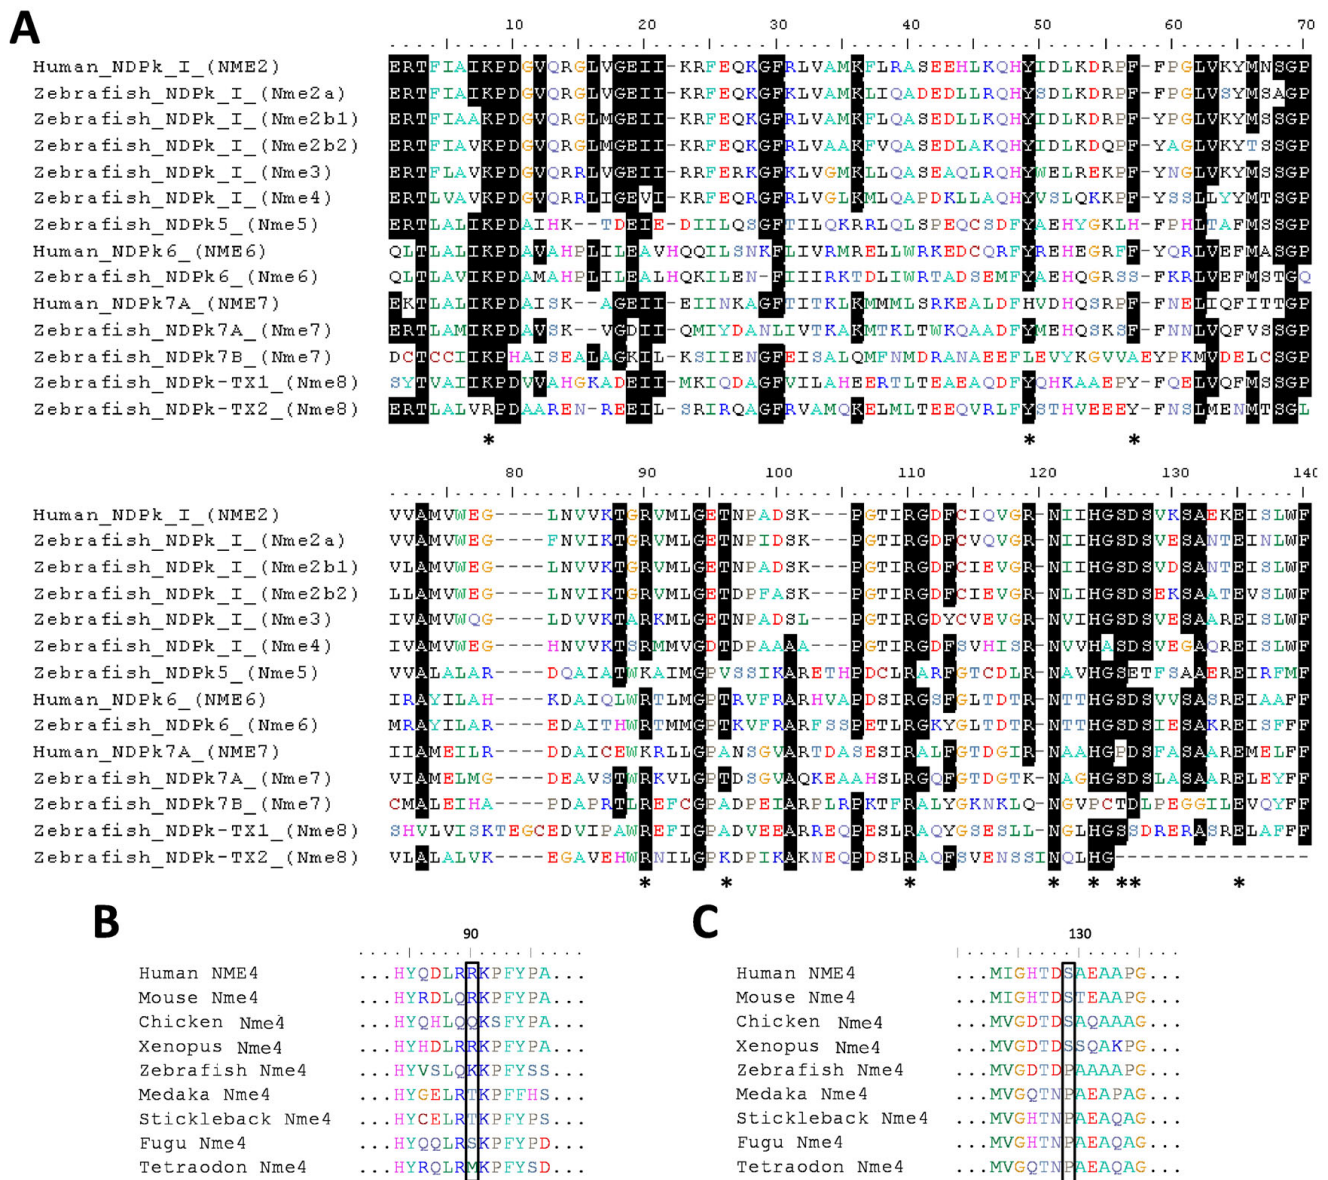 A
10 20 30 40 50 60 70
Human_NDPk_I_(NME2) ERTFIAIKPDGVQRGLVGEII-KRFEQKGFRLVAMKFLRASEEHLKQHYIDLKDRPF-FPGLVKYMNSGP
Zebrafish_NDPk_I_(Nme2a) ERTFIAIKPDGVQRGLVGEII-KRFEQKGFKLVAMKLIQADEDLLRQHYSDLKDRPF-FPGLVSYMSAGP
Zebrafish_NDPk_I_(Nme2b1) ERTFIAAKPDGVQRGLMGEII-KRFEQKGFRLVAMKFLQASEDLLKQHYIDLKDRPF-YPGLVKYMSSGP
Zebrafish_NDPk_I_(Nme2b2) ERTFIAVKPDGVQRGLMGEII-KRFEQKGFRLVAAKFVQASEDLAKQHYIDLKDQPF-YAGLVKYTSSGP
Zebrafish_NDPk_I_(Nme3) ERTFIAVKPDGVQRRLVGEII-RRFERKGFKLVGMKLLQASEAQLRQHYWELREKPF-YNGLVKYMSSGP
Zebrafish_NDPk_I_(Nme4) ERTLVAVKPDGVQRRLIGEVI-KRFEQRGFRLVGLKMLQAPDKLLAQHYVSLQKKPF-YSSLLYYMTSGP
Zebrafish_NDPk5_(Nme5) ERTLALIKPDAIHK--TDEIE-DIILQSGFTILQKRRLQLSPEQCSDFYAEHYGKLH-FPHLTAFMSSGP
Human_NDPk6_(NME6) QLTLALIKPDAVAHPLILEAVHQQILSNKFLIVRMRELLWRKEDCQRFYREHEGRFF-YQRLVEFMASGP
Zebrafish_NDPk6_(Nme6) QLTLAVIKPDAMAHPLILEALHQKILEN-FIIIRKTDLIWRTADSEMFYAEHQGRSS-FKRLVEFMSTGQ
Human_NDPk7A_(NME7) EKTLALIKPDAISK--AGEII-EIINKAGFTITKLKMMMLSRKEALDFHVDHQSRPF-FNELIQFITTGP
Zebrafish_NDPk7A_(Nme7) ERTLAMIKPDAVSK--VGDII-QMIYDANLIVTKAKMTKLTWKQAADFYMEHQSKSF-FNNLVQFVSSGP
Zebrafish_NDPk7B_(Nme7) DCTCCIIKPHAISEALAGKIL-KSIIENGFEISALQMFNMDRANAEEFLEVYKGVVAEYPKMVDELCSGP
Zebrafish_NDPk-TX1_(Nme8) SYTVAIIKPDVVAHGKADEII-MKIQDAGFVILAHEERTLTEAEAQDFYQHKAAEPY-FQELVQFMSSGP
Zebrafish_NDPk-TX2_(Nme8) ERTLALVRPDAAREN-REEIL-SRIRQAGFRVAMQKELMLTEEQVRLFYSTHVEEEY-FNSLMENMTSGL
* * *
80 90 100 110 120 130 140
Human_NDPk_I_(NME2) VVAMVWEG----LNVVKTGRVMLGETNPADSK---PGTIRGDFCIQVGR-NIIHGSDSVKSAEKEISLWF
Zebrafish_NDPk_I_(Nme2a) VVAMVWEG----FNVIKTGRVMLGETNPIDSK---PGTIRGDFCVQVGR-NIIHGSDSVESANTEINLWF
Zebrafish_NDPk_I_(Nme2b1) VLAMVWEG----LNVVKTGRVMLGETNPADSK---PGTIRGDFCIEVGR-NIIHGSDSVDSANTEISLWF
Zebrafish_NDPk_I_(Nme2b2) LLAMVWEG----LNVIKTGRVMLGETDPFASK---PGTIRGDFCIEVGR-NLIHGSDSEKSAATEVSLWF
Zebrafish_NDPk_I_(Nme3) IVAMVWQG----LDVVKTARKMLGETNPADSL---PGTIRGDYCVEVGR-NVIHGSDSVESAAREISLWF
Zebrafish_NDPk_I_(Nme4) IVAMVWEG----HNVVKTSRMMVGDTDPAAAA---PGTIRGDFSVHISR-NVVHASDSVEGAQREISLWF
Zebrafish_NDPk5_(Nme5) VVALALAR----DQAIATWKAIMGPVSSIKARETHPDCLRARFGTCDLR-NAVHGSETFSAAEREIRFMF
Human_NDPk6_(NME6) IRAYILAH----KDAIQLWRTLMGPTRVFRARHVAPDSIRGSFGLTDTR-NTTHGSDSVVSASREIAAFF
Zebrafish_NDPk6_(Nme6) MRAYILAR----EDAITHWRTMMGPTKVFRARFSSPETLRGKYGLTDTR-NTTHGSDSIESAKREISFFF
Human_NDPk7A_(NME7) IIAMEILR----DDAICEWKRLLGPANSGVARTDASESIRALFGTDGIR-NAAHGPDSFASAAREMELFF
Zebrafish_NDPk7A_(Nme7) VIAMELMG----DEAVSTWRKVLGPTDSGVAQKEAAHSLRGQFGTDGTK-NAGHGSDSLASAARELEYFF
Zebrafish_NDPk7B_(Nme7) CMALEIHA----PDAPRTLREFCGPADPEIARPLRPKTFRALYGKNKLQ-NGVPCTDLPEGGILEVQYFF
Zebrafish_NDPk-TX1_(Nme8) SHVLVISKTEGCEDVIPAWREFIGPADVEEARREQPESLRAQYGSESLL-NGLHGSSDRERASRELAFFF
Zebrafish_NDPk-TX2_(Nme8) VLALALVK----EGAVEHWRNILGPKDPIKAKNEQPDSLRAQFSVENSSINQLHG---------------
* * * * * * * *
B
90
Human NME4 ...HYQDLRRKPFYPA...
Mouse Nme4 ...HYRDLQRKPFYPA...
Chicken Nme4 ...HYQHLQQKSFYPA...
Xenopus Nme4 ...HYHDLRRKPFYPA...
Zebrafish Nme4 ...HYVSLQKKPFYSS...
Medaka Nme4 ...HYGELRTKPFFHS...
Stickleback Nme4 ...HYCELRTKPFYPS...
Fugu Nme4 ...HYQQLRSKPFYPD...
Tetraodon Nme4 ...HYRQLRMKPFYSD...
C
130
Human NME4 ...MIGHTDSAEAAPG...
Mouse Nme4 ...MIGHTDSTEAAPG...
Chicken Nme4 ...MVGDTDSAQAAAG...
Xenopus Nme4 ...MVGDTDSSQAKPG...
Zebrafish Nme4 ...MVGDTDPAAAAPG...
Medaka Nme4 ...MVGQTNPAEAPAG...
Stickleback Nme4 ...MVGHTNPAEAQAG...
Fugu Nme4 ...MVGHTNPAEAQAG...
Tetraodon Nme4 ...MVGQTNPAEAQAG...